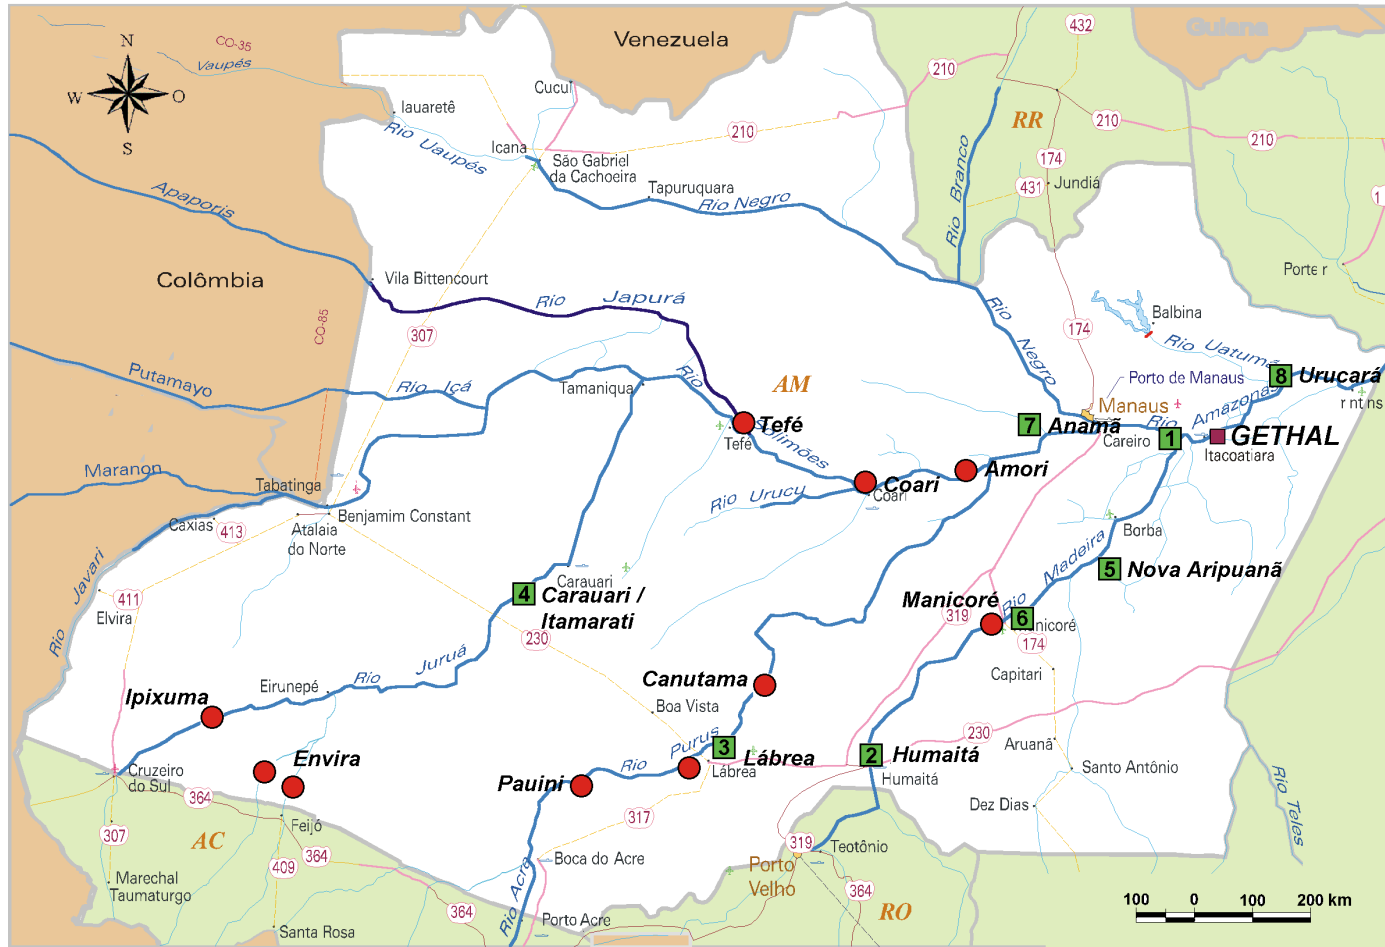 432
Venezuela
Guiana
N
CO-35
Vaupés
210
Cucuí
W
O
Iauaretê
RR
210
210
210
S
Rio Uaupés
Icana
São Gabriel
da Cachoeira
174
Rio Branco
431
Jundiá
Tapuruquara
Rio Negro
Apaporis
1
Colômbia
Vila Bittencourt
Porte r
Rio Japurá
CO-85
307
Rio Negro
174
Balbina
Rio Uatumã
Putamayo
Rio Içá
Tamaniqua
Rio Solimões
AM
Porto de Manaus
8
Urucará
r nt ns
Manaus
Rio Amazonas
Tefé
Tefé
7
Anamã
Careiro
1
GETHAL
Itacoatiara
Maranon
Tabatinga
Amori
Coari
Coari
Rio Urucu
Caxias
413
Atalaia
do Norte
Benjamim Constant
Borba
Rio Javari
Carauari
4
Carauari /
Itamarati
411
Elvira
Rio Madeira
5
Nova Aripuanã
Manicoré
319
6
nicoré
174
230
Capitari
Rio Juruá
Eirunepé
Ipixuma
Canutama
Boa Vista
230
Aruanã
Rio Purus
3
Lábrea
Lábrea
2
Humaitá
Humaitá
Envira
Pauini
Cruzeiro
do Sul
364
Santo Antônio
Dez Dias
Rio Teles
317
307
AC
Feijó
364
409
319
Teotônio
Boca do Acre
Porto
Velho
364
Marechal
Taumaturgo
Rio Acre
364
RO
Porto Acre
Santa Rosa
100 0 100 200 km